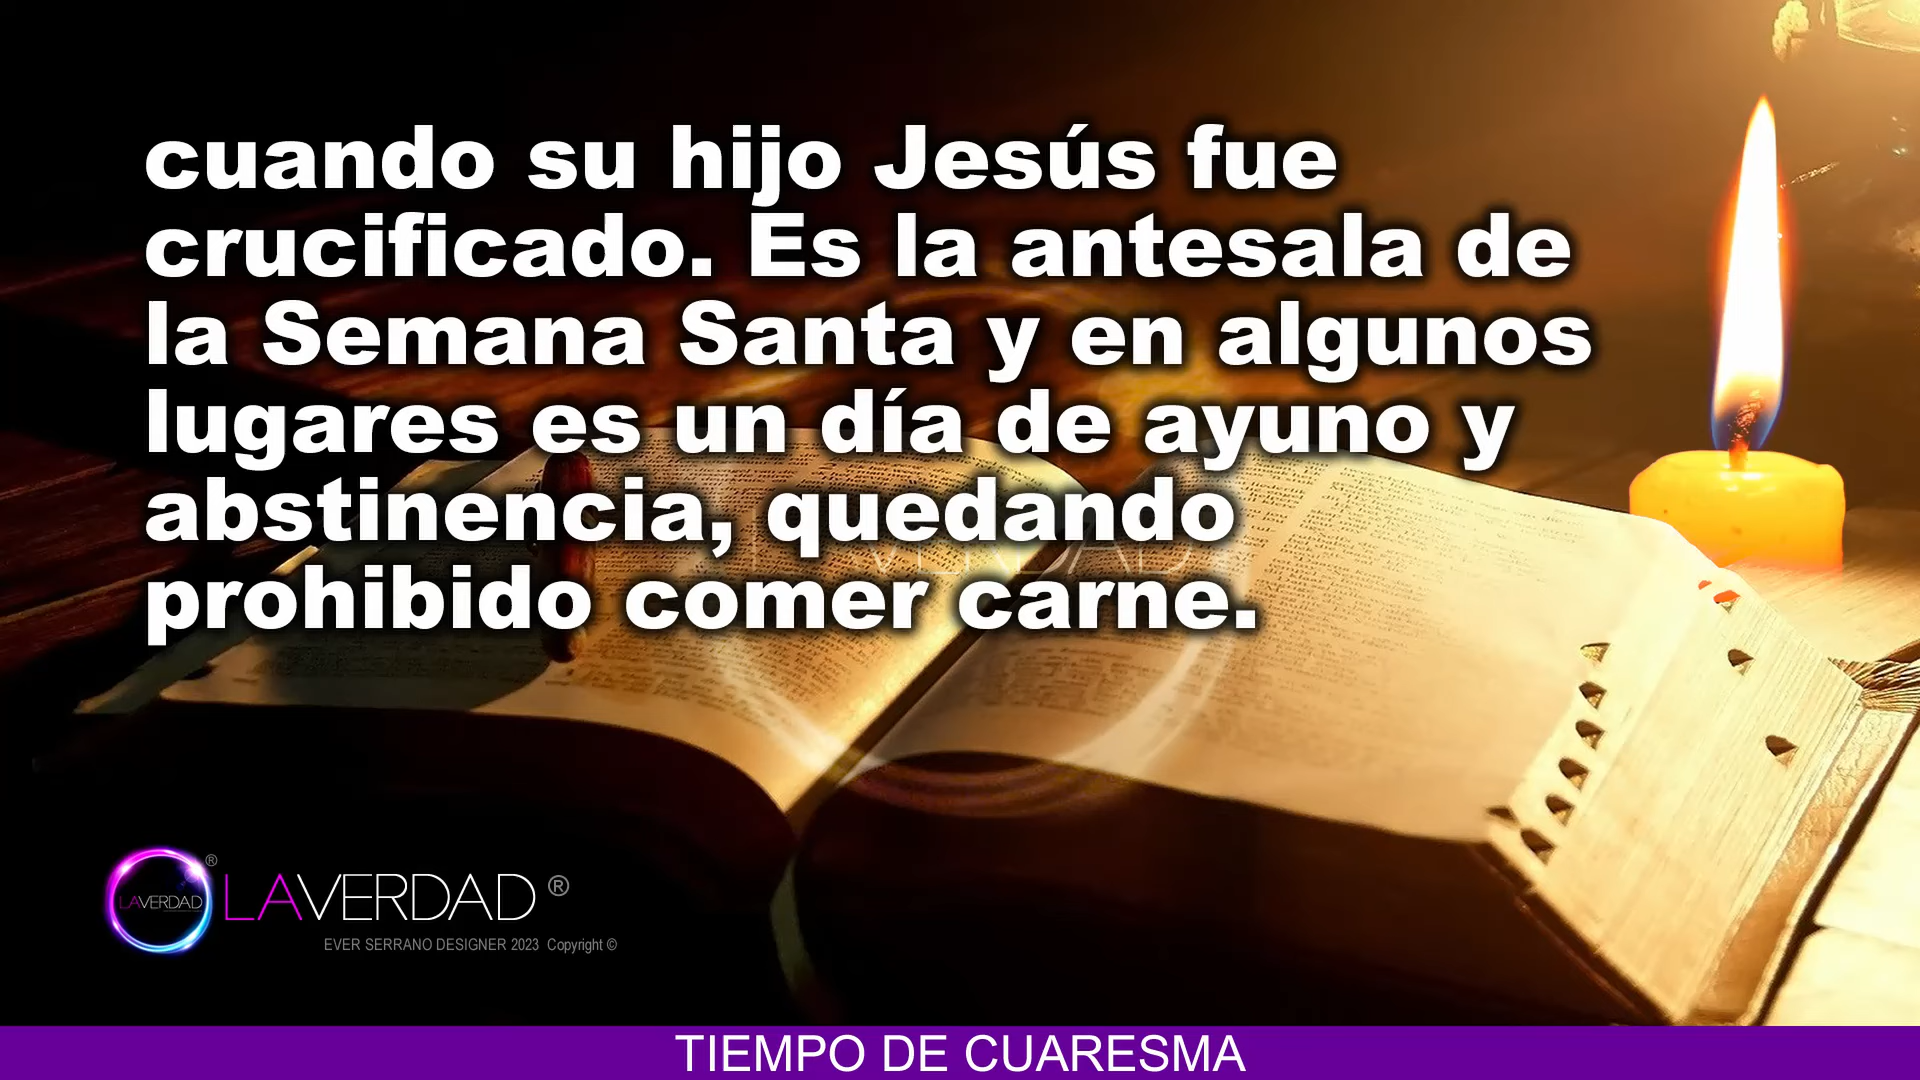 cuando su hijo Jesús fue
crucificado. Es la antesala de
la Semana Santa y en algunos
lugares es un día de ayuno y
abstinencia, quedando
prohibido comer carne.
LAVERDAD ®
LAVERDAD ®
EVER SERRANO DESIGNER 2023 Copyright ©
TIEMPO DE CUARESMA